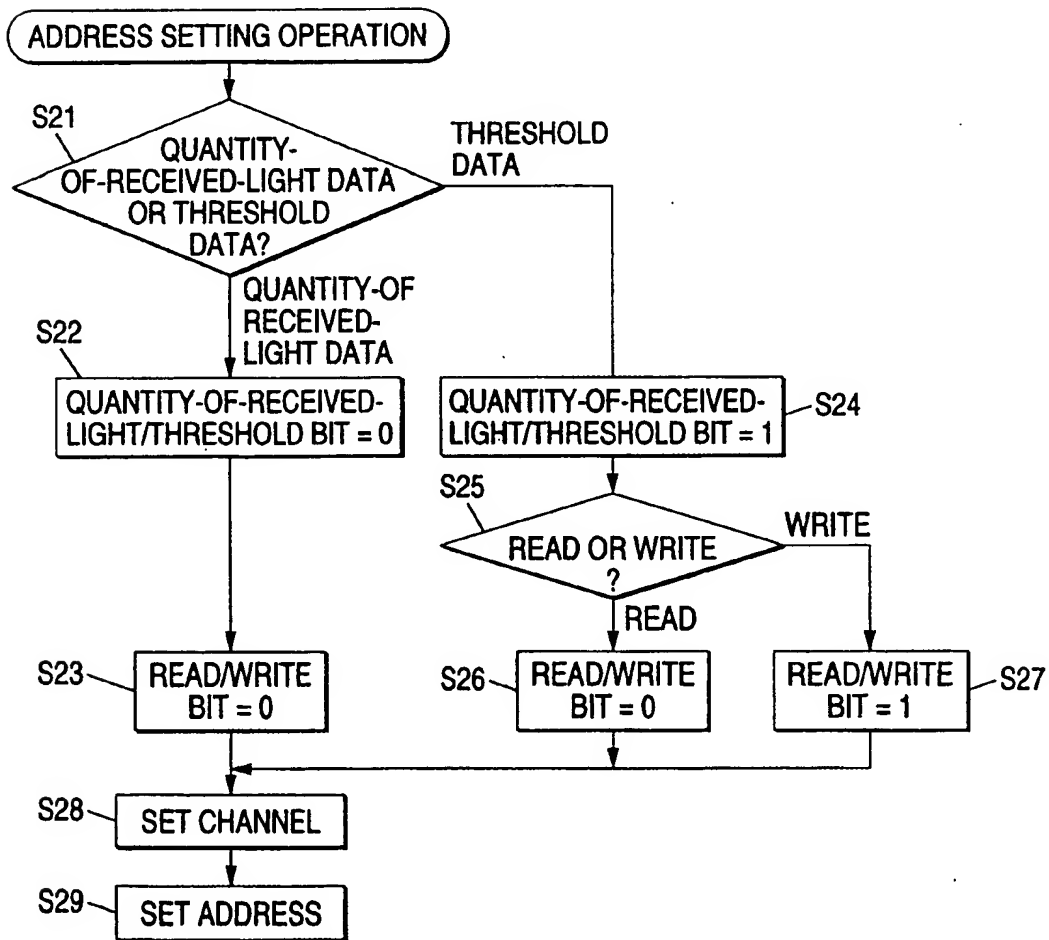 ADDRESS SETTING OPERATION
S21
QUANTITY-
OF-RECEIVED-LIGHT DATA
OR THRESHOLD
DATA?
THRESHOLD
DATA
QUANTITY-OF
RECEIVED-
LIGHT DATA
S22
QUANTITY-OF-RECEIVED-
LIGHT/THRESHOLD BIT = 0
QUANTITY-OF-RECEIVED-
LIGHT/THRESHOLD BIT = 1
S24
S25
READ OR WRITE
?
WRITE
READ
S23
READ/WRITE
BIT = 0
S26
READ/WRITE
BIT = 0
READ/WRITE
BIT = 1
S27
S28
SET CHANNEL
S29
SET ADDRESS